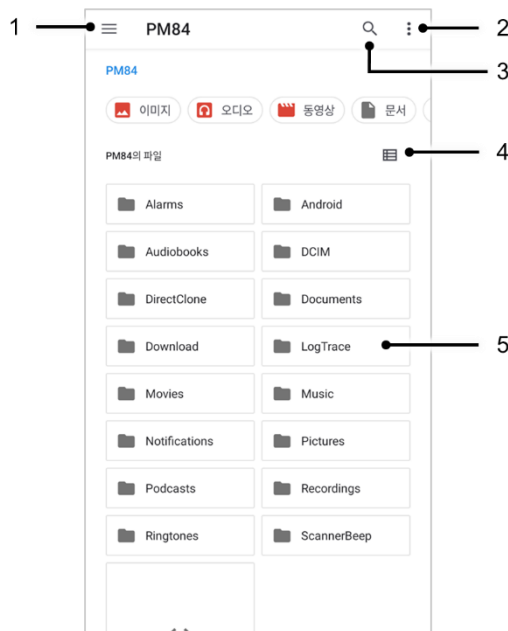 1
PM84
2
3
PM84
이미지
오디오
동영상
문서
PM84의 파일
4
Alarms
Android
Audiobooks
DCIM
DirectClone
Documents
Download
LogTrace
5
Movies
Music
Notifications
Pictures
Podcasts
Recordings
Ringtones
ScannerBeep